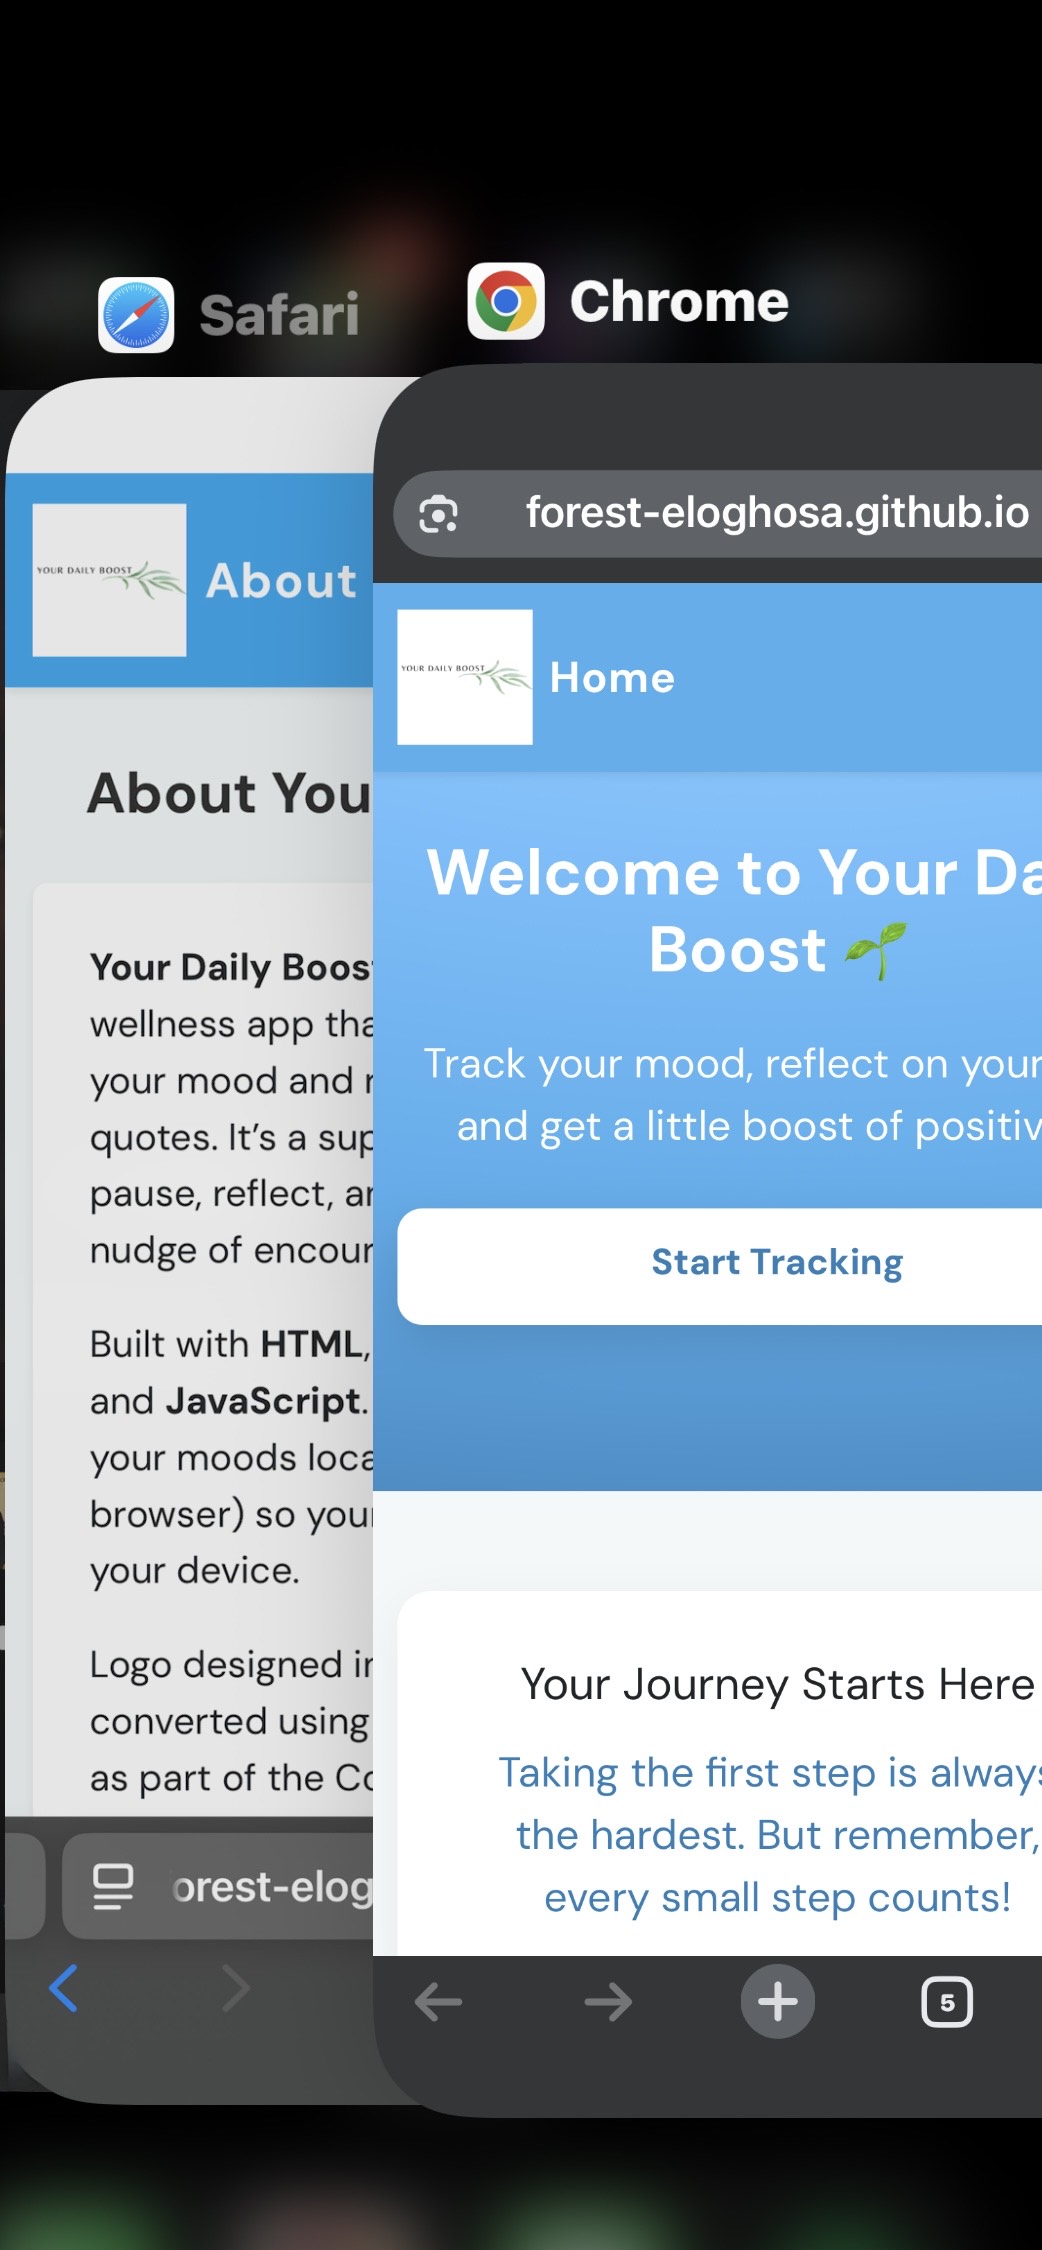 Safari
Chrome
YOUR DAILY BOOST
About
About You
Your Daily Boos
wellness app tha
your mood and
quotes. It’s a sup
pause, reflect, a
nudge of encour
Built with HTML,
and JavaScript.
your moods loca
browser) so you
your device.
Logo designed i
converted using
as part of the Co
orest-elog
forest-eloghosa.github.io
YOUR DAILY BOOST
Home
Welcome to Your Da
Boost 🌱
Track your mood, reflect on your
and get a little boost of positiv
Start Tracking
Your Journey Starts Here
Taking the first step is always
the hardest. But remember,
every small step counts!
5